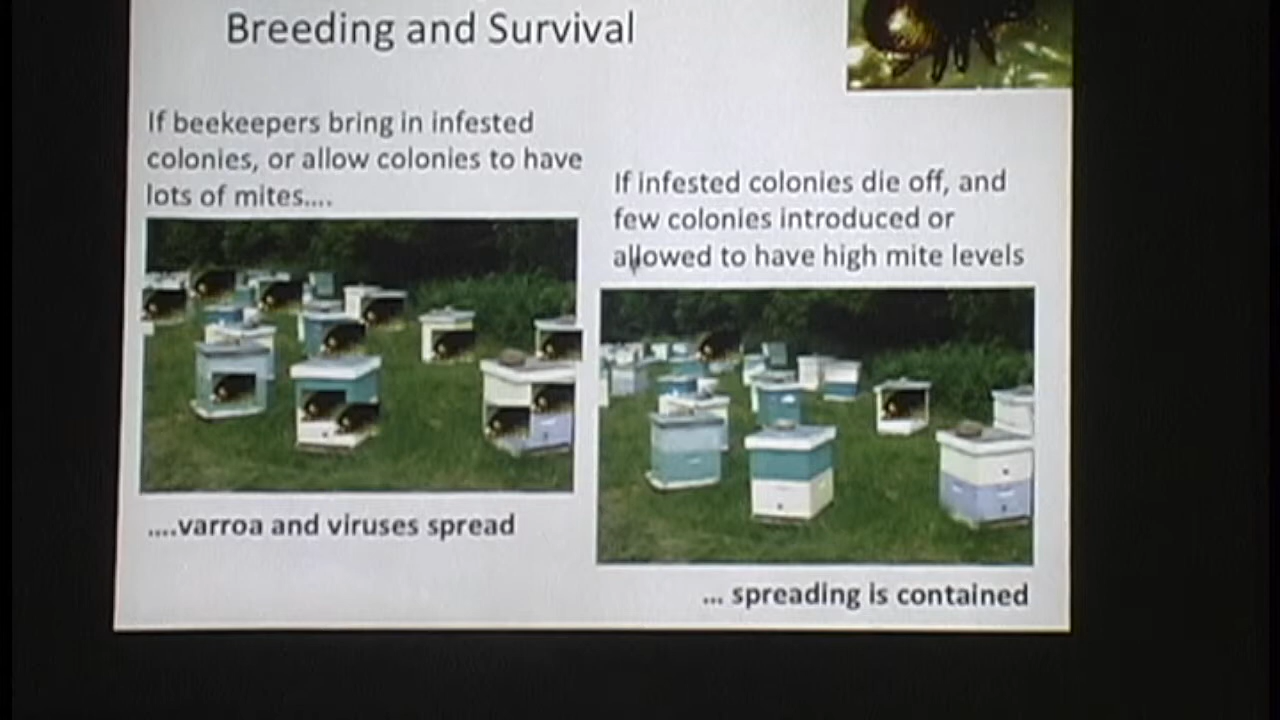 Breeding and Survival
If beekeepers bring in infested
colonies, or allow colonies to have
lots of mites....
If infested colonies die off, and
few colonies introduced or
allowed to have high mite levels
....varroa and viruses spread
... spreading is contained